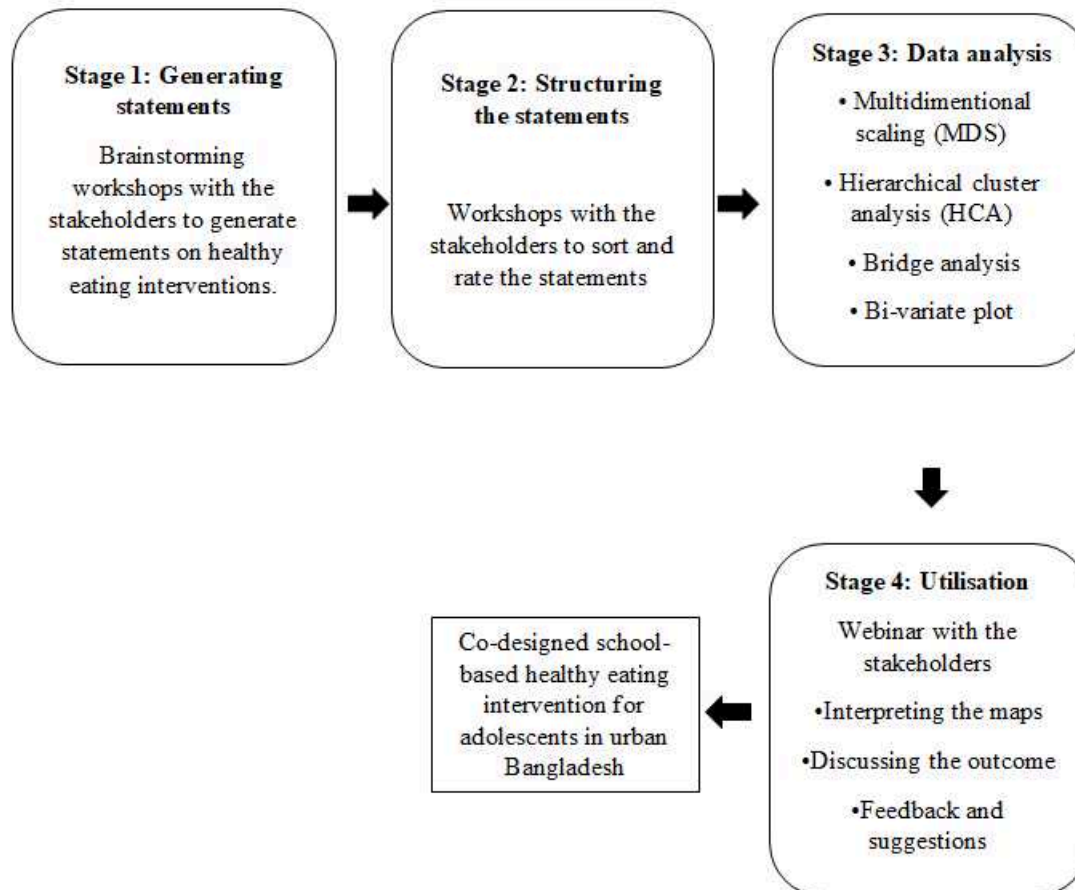 Stage 1: Generating
statements
Brainstorming
workshops with the
stakeholders to generate
statements on healthy
eating interventions.
Stage 2: Structuring
the statements
Workshops with the
stakeholders to sort and
rate the statements
Stage 3: Data analysis
• Multidimentional
scaling (MDS)
• Hierarchical cluster
analysis (HCA)
• Bridge analysis
• Bi-variate plot
Stage 4: Utilisation
Webinar with the
stakeholders
•Interpreting the maps
•Discussing the outcome
•Feedback and
suggestions
Co-designed school-
based healthy eating
intervention for
adolescents in urban
Bangladesh